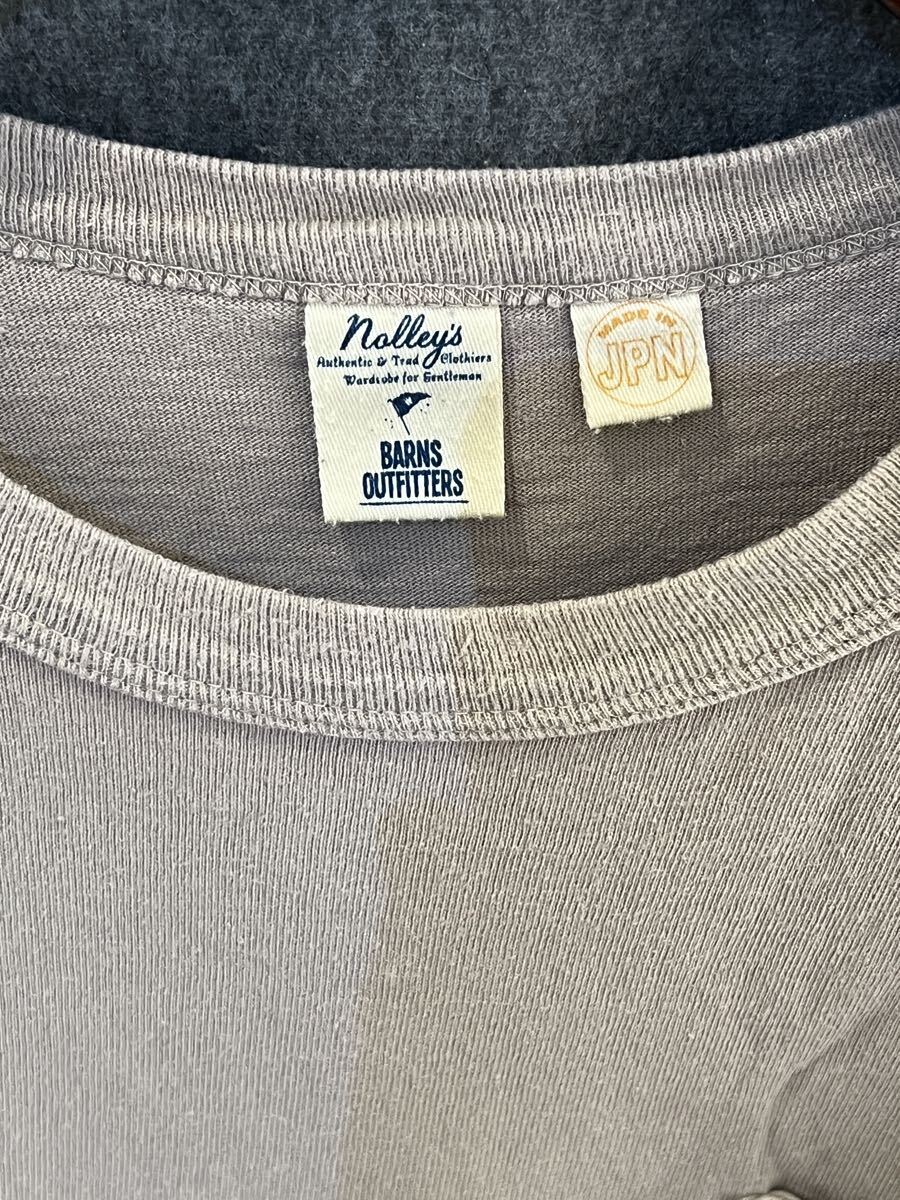 Nolley's
Authentic & Trad Clothiers
Wardrobe for Gentleman
BARNS
OUTFITTERS
MADE IN
JPN